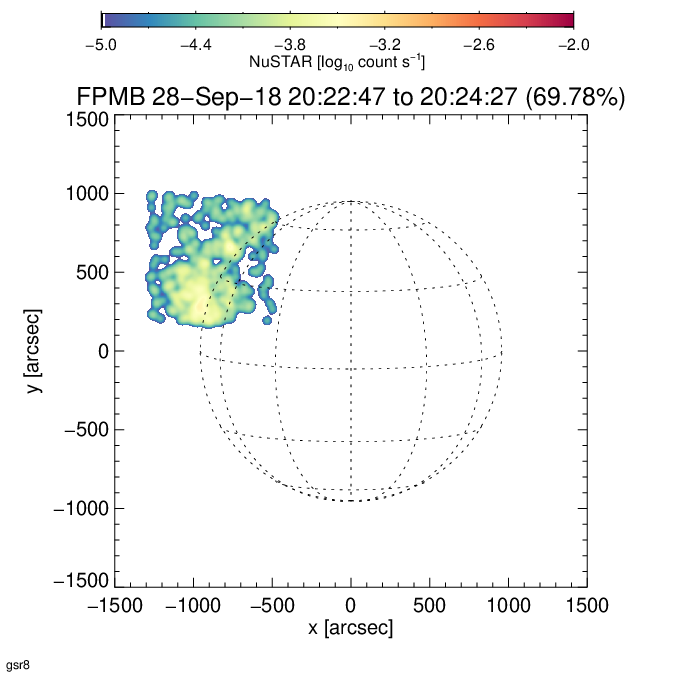 −5.0 −4.4 −3.8 −3.2 −2.6 −2.0
NuSTAR [log₁₀ count s⁻¹]
FPMB 28−Sep−18 20:22:47 to 20:24:27 (69.78%)
1500
1000
500
0
−500
−1000
−1500
y [arcsec]
−1500 −1000 −500 0 500 1000 1500
x [arcsec]
gsr8